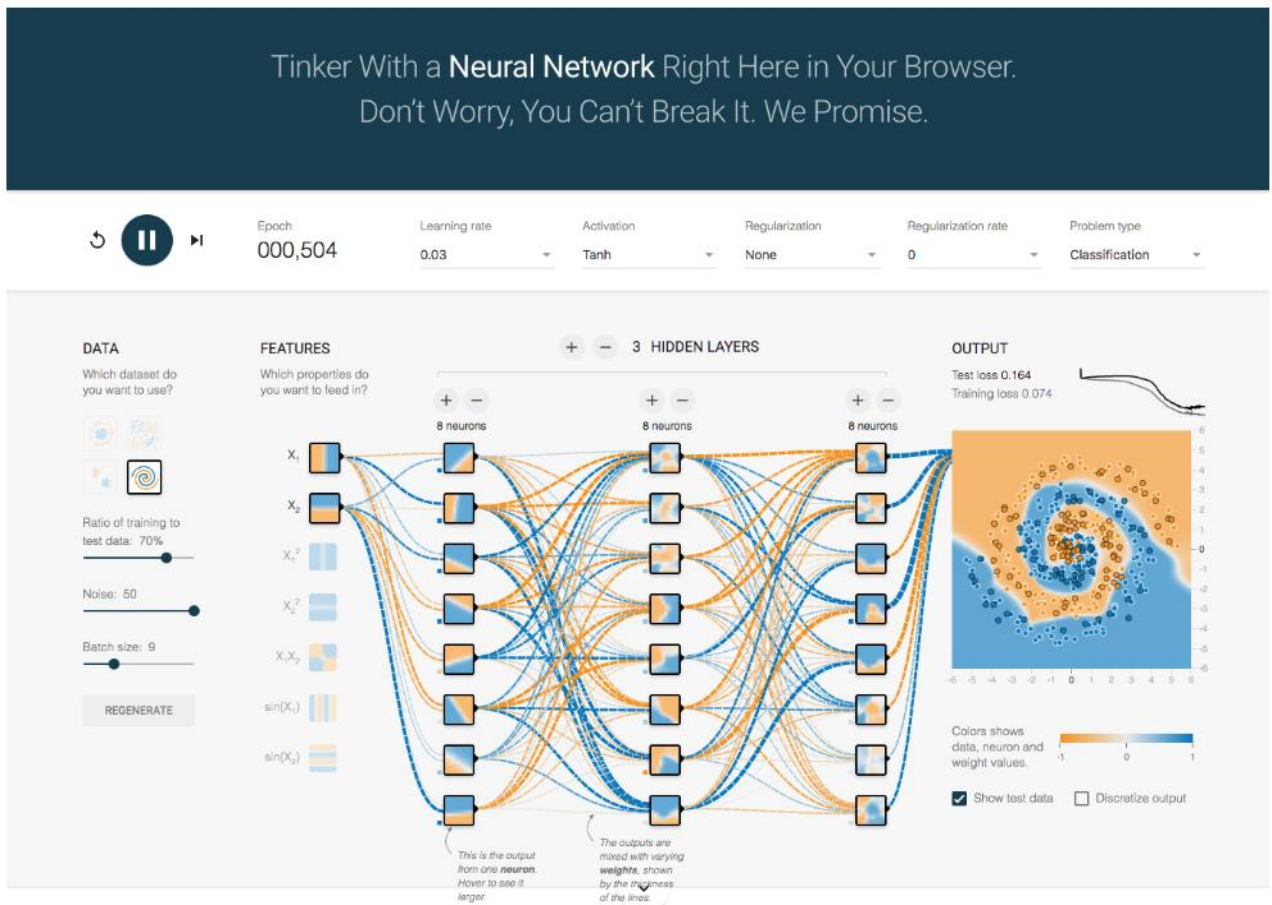 Tinker With a Neural Network Right Here in Your Browser.
Don't Worry, You Can't Break It. We Promise.
Epoch
000,504
Learning rate
0.03
Activation
Tanh
Regularization
None
Regularization rate
0
Problem type
Classification
DATA
Which dataset do
you want to use?
Ratio of training to
test data: 70%
Noise: 50
Batch size: 9
REGENERATE
FEATURES
Which properties do
you want to feed in?
X₁
X₂
X₁²
X₂²
X₁X₂
sin(X₁)
sin(X₂)
+ − 3 HIDDEN LAYERS
+ −
8 neurons
+ −
8 neurons
+ −
8 neurons
This is the output
from one neuron.
Hover to see it
larger.
The outputs are
mixed with varying
weights, shown
by the thickness
of the lines.
OUTPUT
Test loss 0.164
Training loss 0.074
6
5
4
3
2
1
0
-1
-2
-3
-4
-5
-6
-6 -5 -4 -3 -2 -1 0 1 2 3 4 5 6
Colors shows
data, neuron and
weight values.
-1 0 1
Show test data
Discretize output